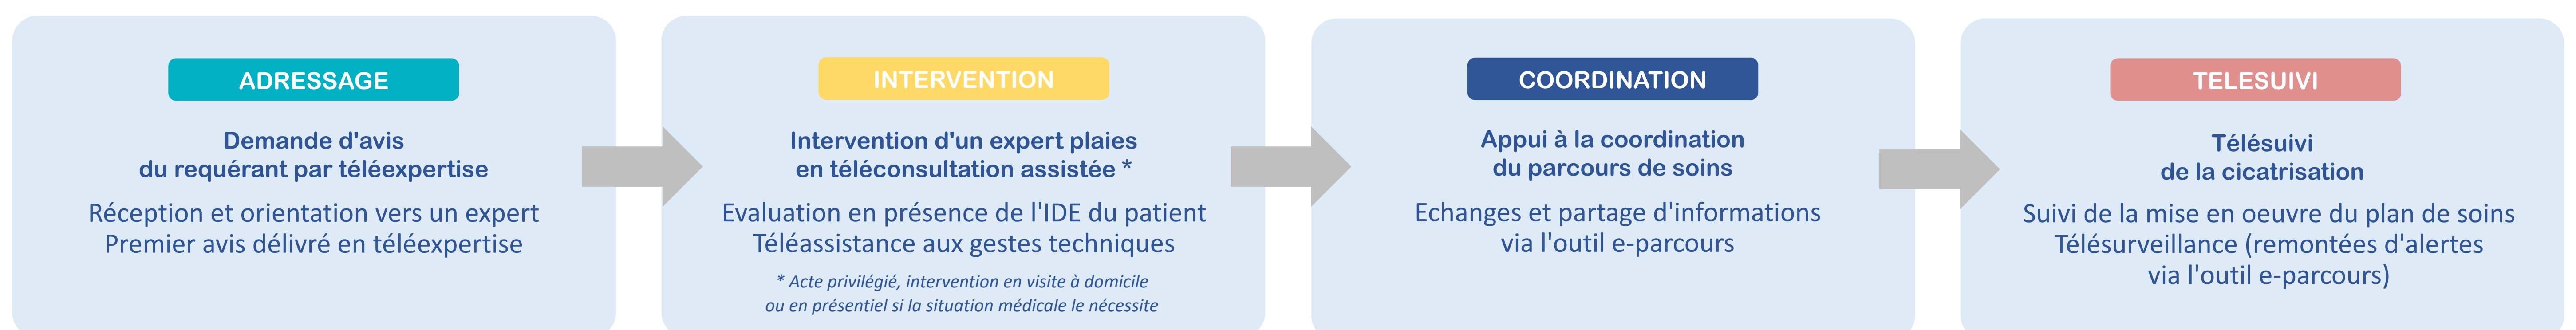 ADRESSAGE
Demande d'avis
du requérant par téléexpertise
Réception et orientation vers un expert
Premier avis délivré en téléexpertise
INTERVENTION
Intervention d'un expert plaies
en téléconsultation assistée *
Evaluation en présence de l'IDE du patient
Téléassistance aux gestes techniques
* Acte privilégié, intervention en visite à domicile
ou en présentiel si la situation médicale le nécessite
COORDINATION
Appui à la coordination
du parcours de soins
Echanges et partage d'informations
via l'outil e-parcours
TELESUIVI
Télésuivi
de la cicatrisation
Suivi de la mise en oeuvre du plan de soins
Télésurveillance (remontées d'alertes
via l'outil e-parcours)